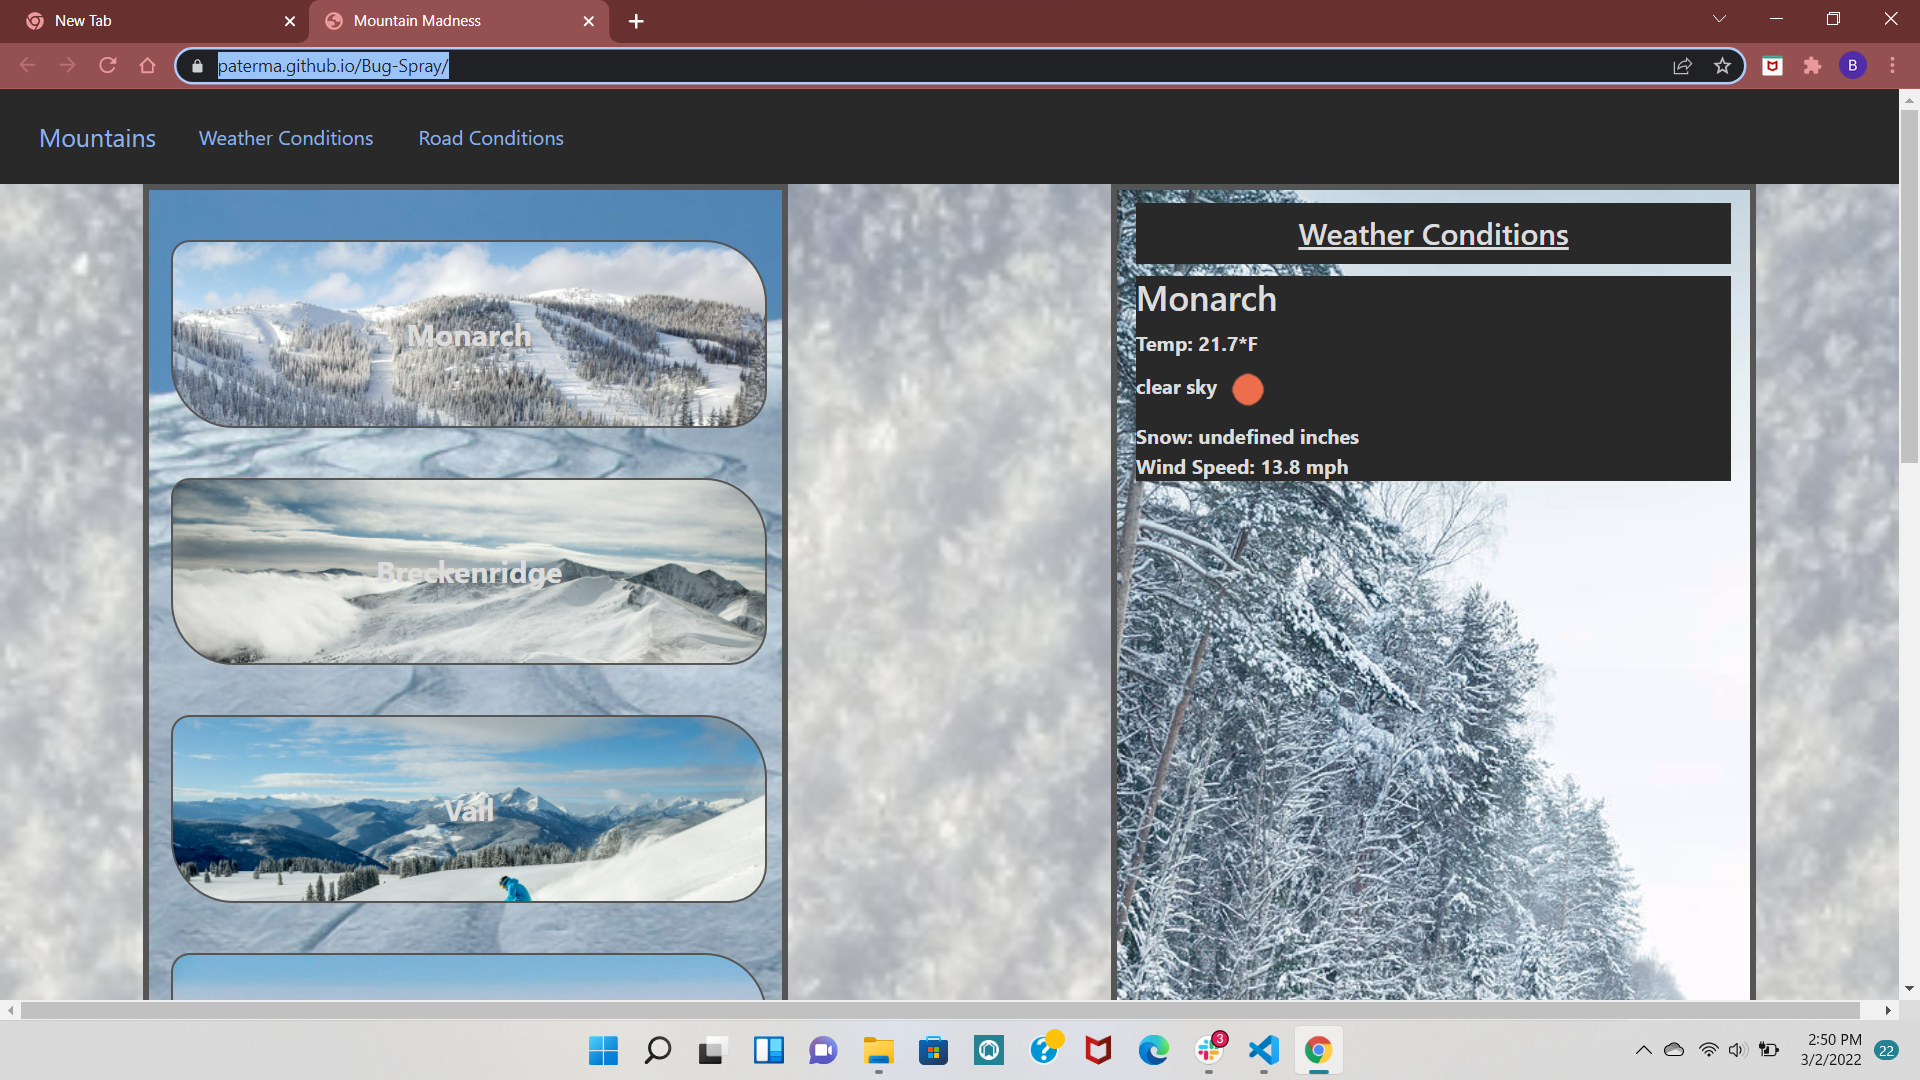 New Tab
Mountain Madness
paterma.github.io/Bug-Spray/
B
Mountains
Weather Conditions
Road Conditions
Monarch
Breckenridge
Vail
Weather Conditions
Monarch
Temp: 21.7*F
clear sky
Snow: undefined inches
Wind Speed: 13.8 mph
3
2:50 PM
3/2/2022
22